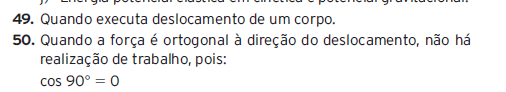 49. Quando executa deslocamento de um corpo.
50. Quando a força é ortogonal à direção do deslocamento, não há
realização de trabalho, pois:
cos 90° = 0